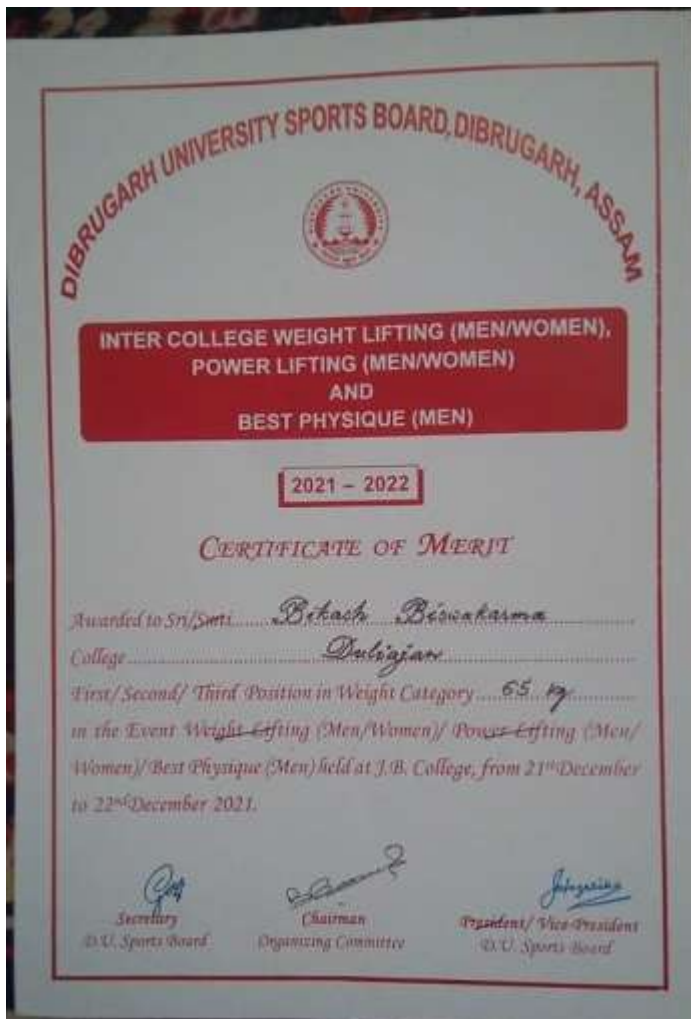 DIBRUGARH UNIVERSITY SPORTS BOARD, DIBRUGARH, ASSAM
INTER COLLEGE WEIGHT LIFTING (MEN/WOMEN),
POWER LIFTING (MEN/WOMEN)
AND
BEST PHYSIQUE (MEN)
2021 – 2022
CERTIFICATE OF MERIT
Awarded to Sri/Smti Bikash Biswakarma
College Duliajan
First/ Second/ Third Position in Weight Category 65 kg
in the Event Weight Lifting (Men/Women)/ Power Lifting (Men/
Women)/ Best Physique (Men) held at J.B. College, from 21st December
to 22nd December 2021.
Secretary
D.U. Sports Board
Chairman
Organizing Committee
President/ Vice-President
D.U. Sports Board